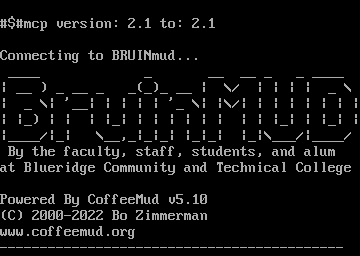 #$#mcp version: 2.1 to: 2.1
Connecting to BRUINmud...
BruinMUD
By the faculty, staff, students, and alum
at Blueridge Community and Technical College
Powered By CoffeeMud v5.10
(C) 2000-2022 Bo Zimmerman
www.coffeemud.org